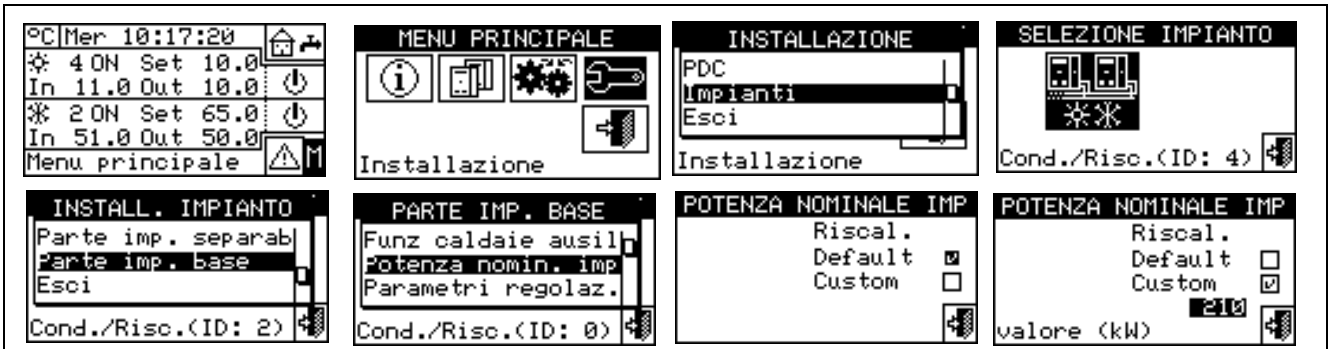 °C Mer 10:17:20
4 ON Set 10.0
In 11.0 Out 10.0
2 ON Set 65.0
In 51.0 Out 50.0
Menu principale M
MENU PRINCIPALE
i
Installazione
INSTALLAZIONE
PDC
Impianti
Esci
Installazione
SELEZIONE IMPIANTO
Cond./Risc.(ID: 4)
INSTALL. IMPIANTO
Parte imp. separab
Parte imp. base
Esci
Cond./Risc.(ID: 2)
PARTE IMP. BASE
Funz caldaie ausil
Potenza nomin. imp
Parametri regolaz.
Cond./Risc.(ID: 0)
POTENZA NOMINALE IMP
Riscal.
Default
Custom
POTENZA NOMINALE IMP
Riscal.
Default
Custom
210
valore (kW)